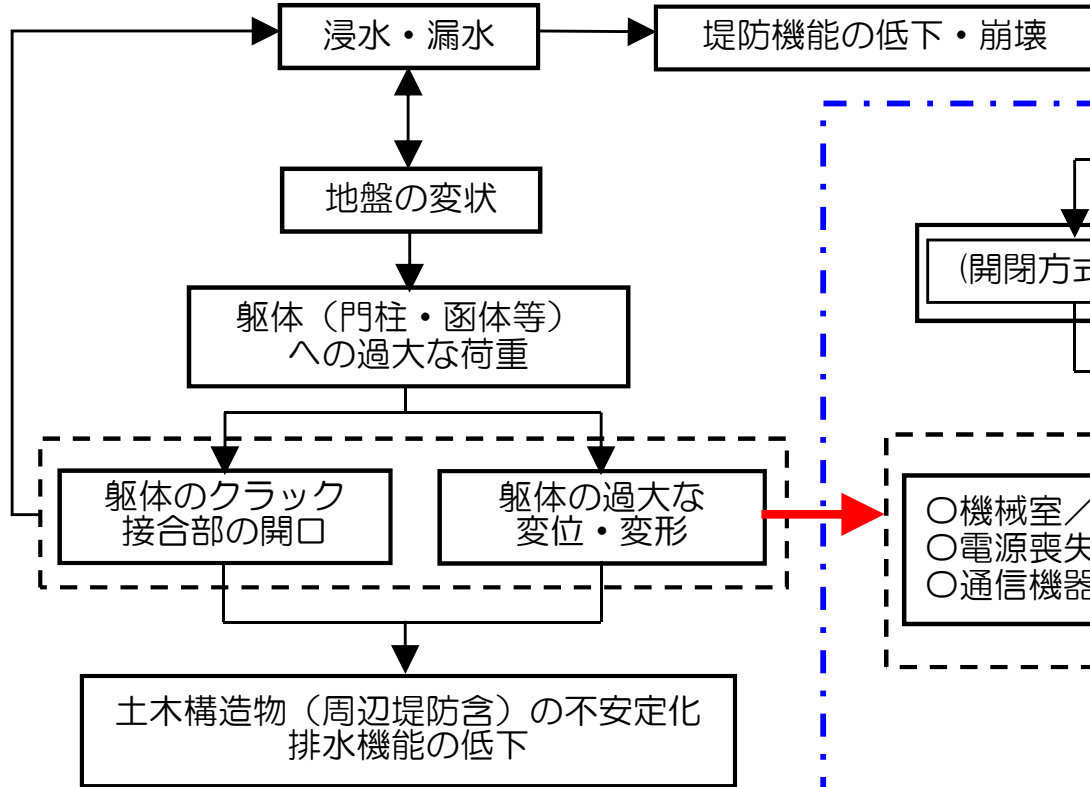 浸水・漏水
堤防機能の低下・崩壊
地盤の変状
(開閉方式
躯体（門柱・函体等）
への過大な荷重
躯体のクラック
接合部の開口
躯体の過大な
変位・変形
〇機械室／
〇電源喪失
〇通信機器
土木構造物（周辺堤防含）の不安定化
排水機能の低下